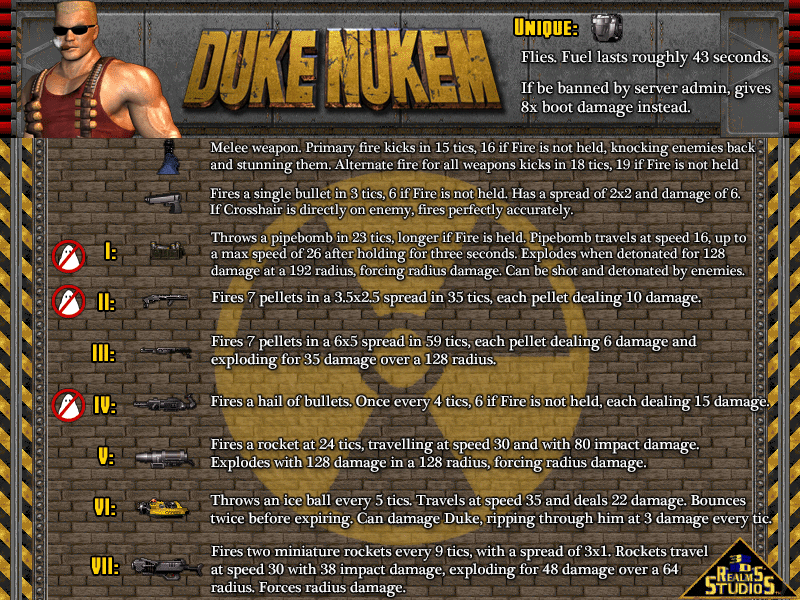 DUKE NUKEM
UNIQUE:
Flies. Fuel lasts roughly 43 seconds.
If be banned by server admin, gives
8x boot damage instead.
Melee weapon. Primary fire kicks in 15 tics, 16 if Fire is not held, knocking enemies back
and stunning them. Alternate fire for all weapons kicks in 18 tics, 19 if Fire is not held
Fires a single bullet in 3 tics, 6 if Fire is not held. Has a spread of 2x2 and damage of 6.
If Crosshair is directly on enemy, fires perfectly accurately.
I:
Throws a pipebomb in 23 tics, longer if Fire is held. Pipebomb travels at speed 16, up to
a max speed of 26 after holding for three seconds. Explodes when detonated for 128
damage at a 192 radius, forcing radius damage. Can be shot and detonated by enemies.
II:
Fires 7 pellets in a 3.5x2.5 spread in 35 tics, each pellet dealing 10 damage.
III:
Fires 7 pellets in a 6x5 spread in 59 tics, each pellet dealing 6 damage and
exploding for 35 damage over a 128 radius.
IV:
Fires a hail of bullets. Once every 4 tics, 6 if Fire is not held, each dealing 15 damage.
V:
Fires a rocket at 24 tics, travelling at speed 30 and with 80 impact damage.
Explodes with 128 damage in a 128 radius, forcing radius damage.
VI:
Throws an ice ball every 5 tics. Travels at speed 35 and deals 22 damage. Bounces
twice before expiring. Can damage Duke, ripping through him at 3 damage every tic.
VII:
Fires two miniature rockets every 9 tics, with a spread of 3x1. Rockets travel
at speed 30 with 38 impact damage, exploding for 48 damage over a 64
radius. Forces radius damage.
3D
REALMS
STUDIOS